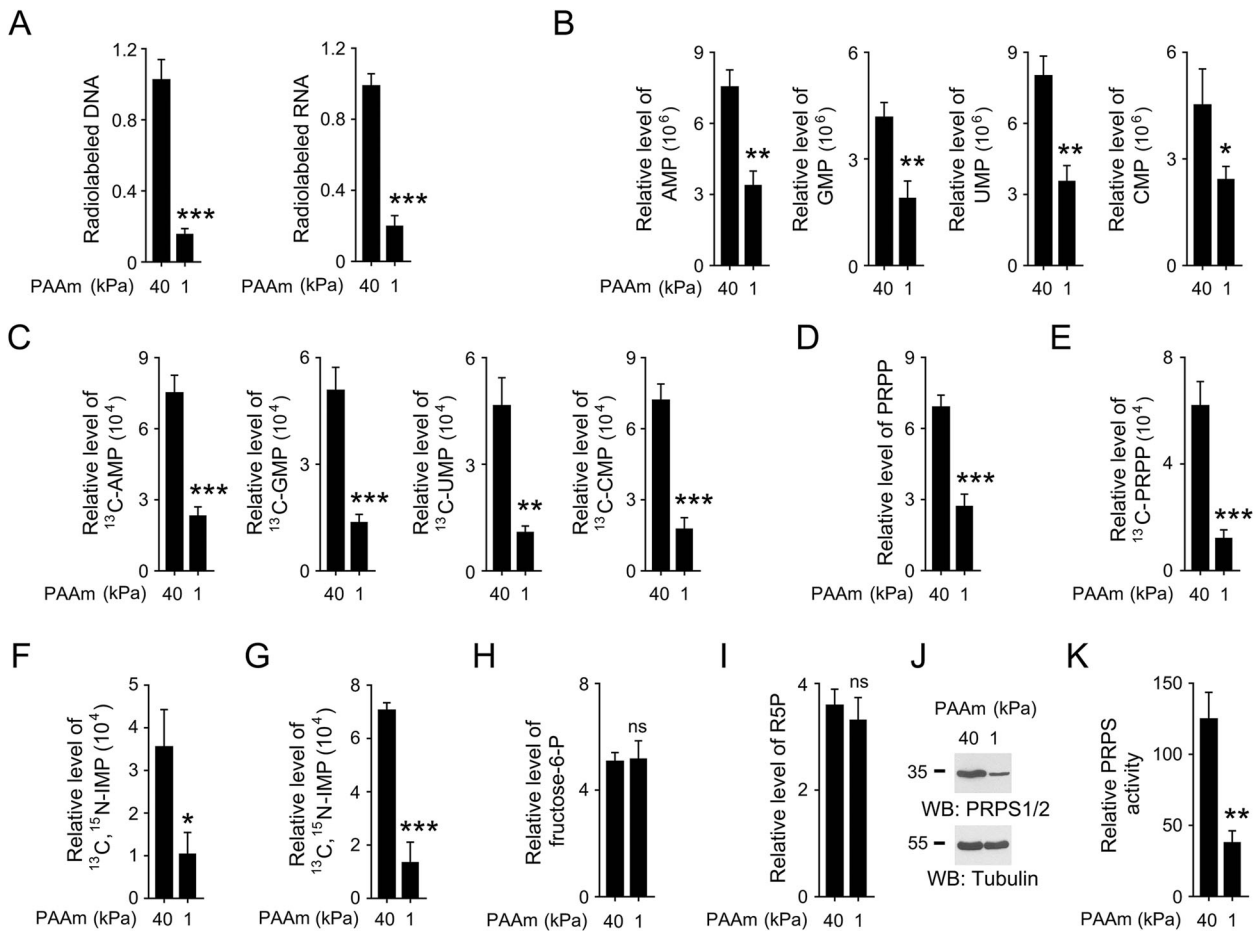 A
Radiolabeled DNA
1.2
0.8
0.4
0
***
PAAm (kPa) 40 1
Radiolabeled RNA
1.2
0.8
0.4
0
***
PAAm (kPa) 40 1
B
Relative level of
AMP (10⁶)
9
6
3
0
**
PAAm (kPa) 40 1
Relative level of
GMP (10⁶)
6
3
0
**
40 1
Relative level of
UMP (10⁶)
9
6
3
0
**
40 1
Relative level of
CMP (10⁶)
6
4
2
0
*
40 1
C
Relative level of
¹³C-AMP (10⁴)
9
6
3
0
***
PAAm (kPa) 40 1
Relative level of
¹³C-GMP (10⁴)
6
3
0
***
40 1
Relative level of
¹³C-UMP (10⁴)
6
3
0
**
40 1
Relative level of
¹³C-CMP (10⁴)
9
6
3
0
***
40 1
D
Relative level of PRPP
9
6
3
0
***
PAAm (kPa) 40 1
E
Relative level of
¹³C-PRPP (10⁴)
8
4
0
***
PAAm (kPa) 40 1
F
Relative level of
¹³C, ¹⁵N-IMP (10⁴)
5
4
3
2
1
0
*
PAAm (kPa) 40 1
G
Relative level of
¹³C, ¹⁵N-IMP (10⁴)
8
6
4
2
0
***
PAAm (kPa) 40 1
H
Relative level of
fructose-6-P
8
4
0
ns
PAAm (kPa) 40 1
I
Relative level of R5P
4
2
0
ns
PAAm (kPa) 40 1
J
PAAm (kPa)
40 1
35
WB: PRPS1/2
55
WB: Tubulin
K
Relative PRPS
activity
150
100
50
0
**
PAAm (kPa) 40 1